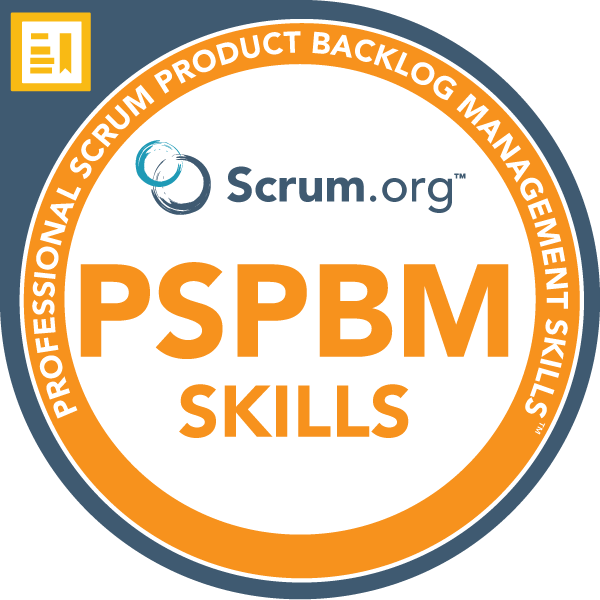 PROFESSIONAL SCRUM PRODUCT BACKLOG MANAGEMENT SKILLS™
Scrum.org™
PSPBM
SKILLS